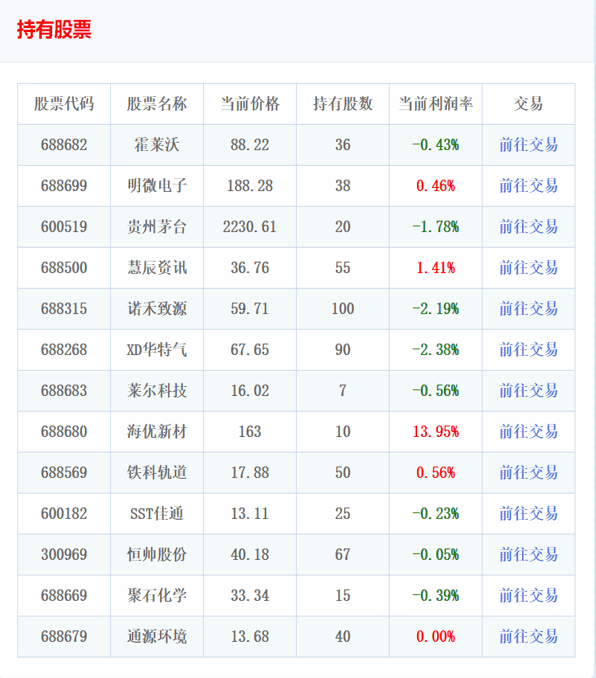 持有股票
股票代码 股票名称 当前价格 持有股数 当前利润率 交易
688682 霍莱沃 88.22 36 -0.43% 前往交易
688699 明微电子 188.28 38 0.46% 前往交易
600519 贵州茅台 2230.61 20 -1.78% 前往交易
688500 慧辰资讯 36.76 55 1.41% 前往交易
688315 诺禾致源 59.71 100 -2.19% 前往交易
688268 XD华特气 67.65 90 -2.38% 前往交易
688683 莱尔科技 16.02 7 -0.56% 前往交易
688680 海优新材 163 10 13.95% 前往交易
688569 铁科轨道 17.88 50 0.56% 前往交易
600182 SST佳通 13.11 25 -0.23% 前往交易
300969 恒帅股份 40.18 67 -0.05% 前往交易
688669 聚石化学 33.34 15 -0.39% 前往交易
688679 通源环境 13.68 40 0.00% 前往交易